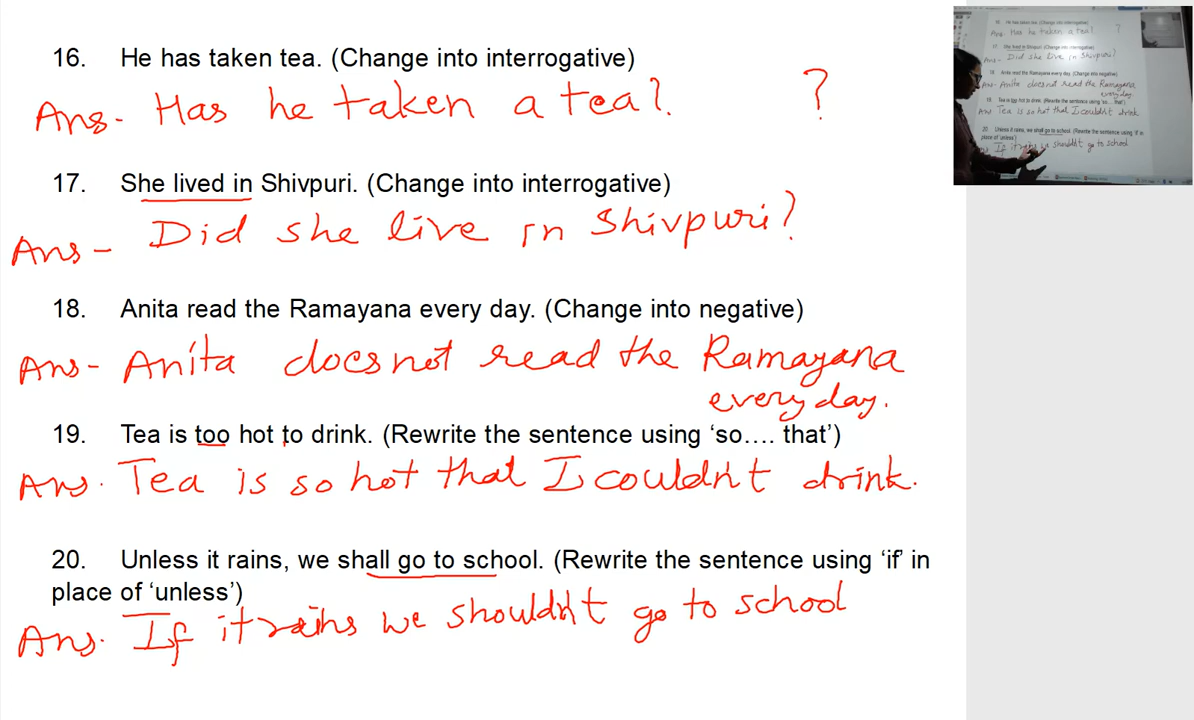 16. He has taken tea. (Change into interrogative)
Ans- Has he taken a tea? ?
17. She lived in Shivpuri. (Change into interrogative)
Ans - Did she live in Shivpuri?
18. Anita read the Ramayana every day. (Change into negative)
Ans- Anita does not read the Ramayana
every day.
19. Tea is too hot to drink. (Rewrite the sentence using ‘so…. that’)
Ans. Tea is so hot that I couldn't drink.
20. Unless it rains, we shall go to school. (Rewrite the sentence using ‘if’ in
place of ‘unless’)
Ans. If it rains we shouldn't go to school